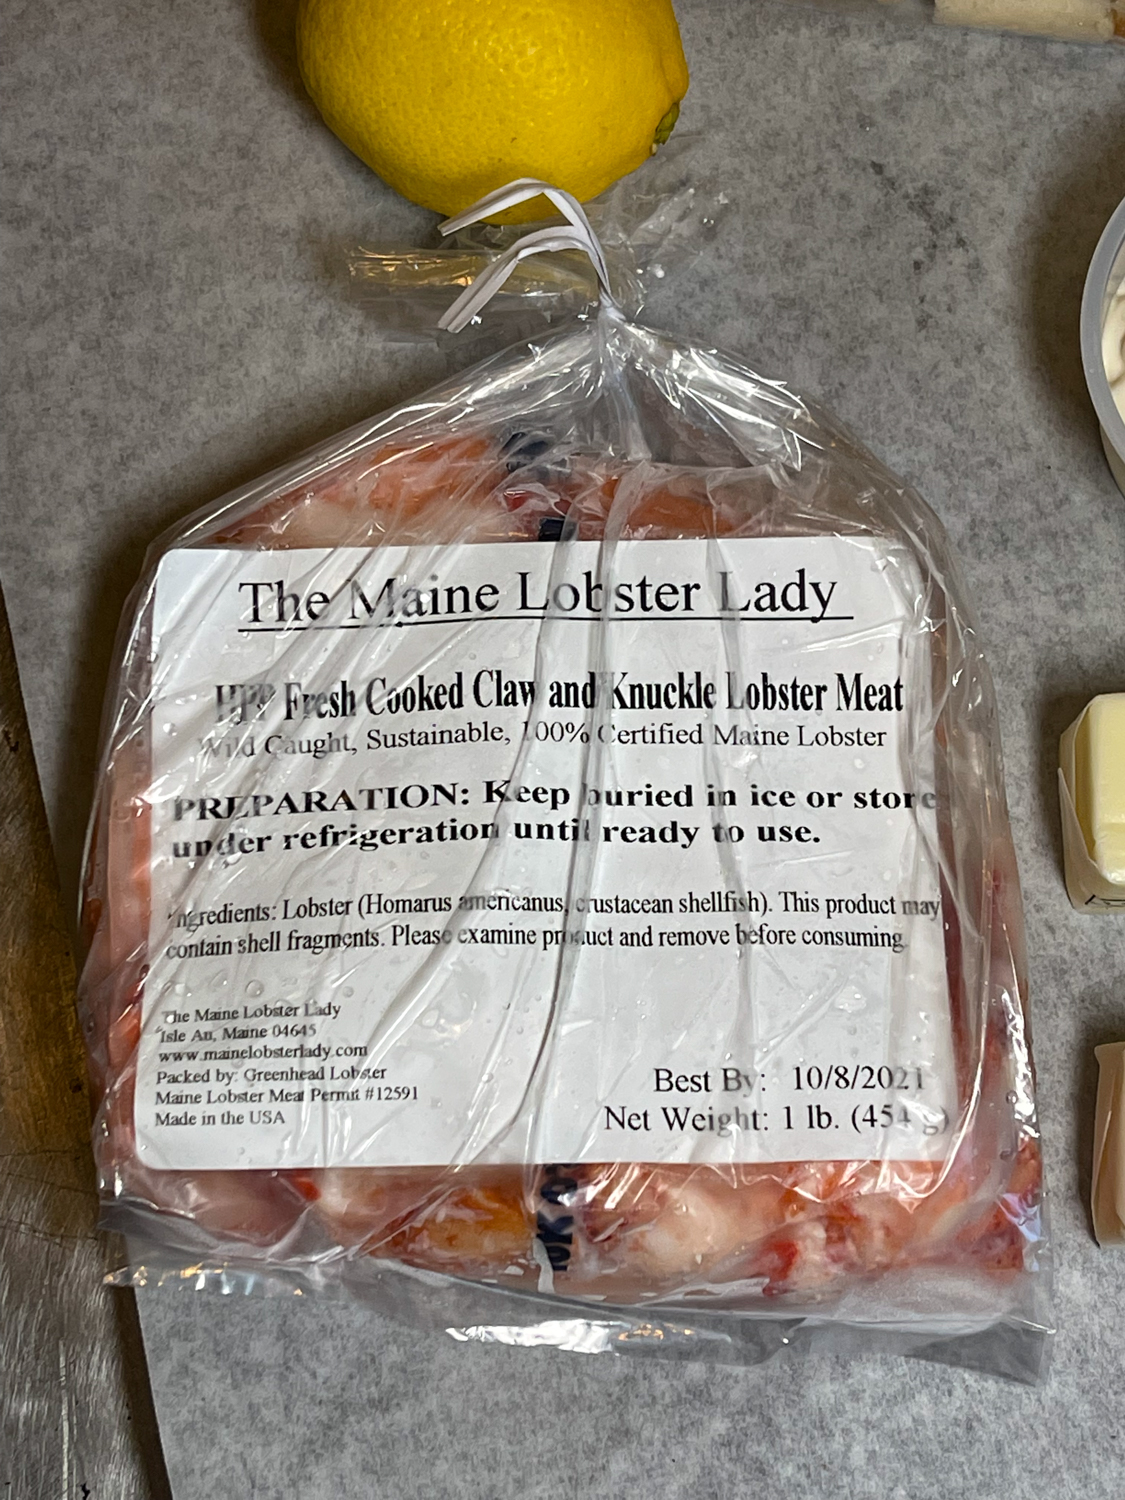 The Maine Lobster Lady
HPP Fresh Cooked Claw and Knuckle Lobster Meat
Wild Caught, Sustainable, 100% Certified Maine Lobster
PREPARATION: Keep buried in ice or store
under refrigeration until ready to use.
Ingredients: Lobster (Homarus americanus, crustacean shellfish). This product may
contain shell fragments. Please examine product and remove before consuming.
The Maine Lobster Lady
Isle Au, Maine 04645
www.mainelobsterlady.com
Packed by: Greenhead Lobster
Maine Lobster Meat Permit #12591
Made in the USA
Best By: 10/8/2021
Net Weight: 1 lb. (454 g)